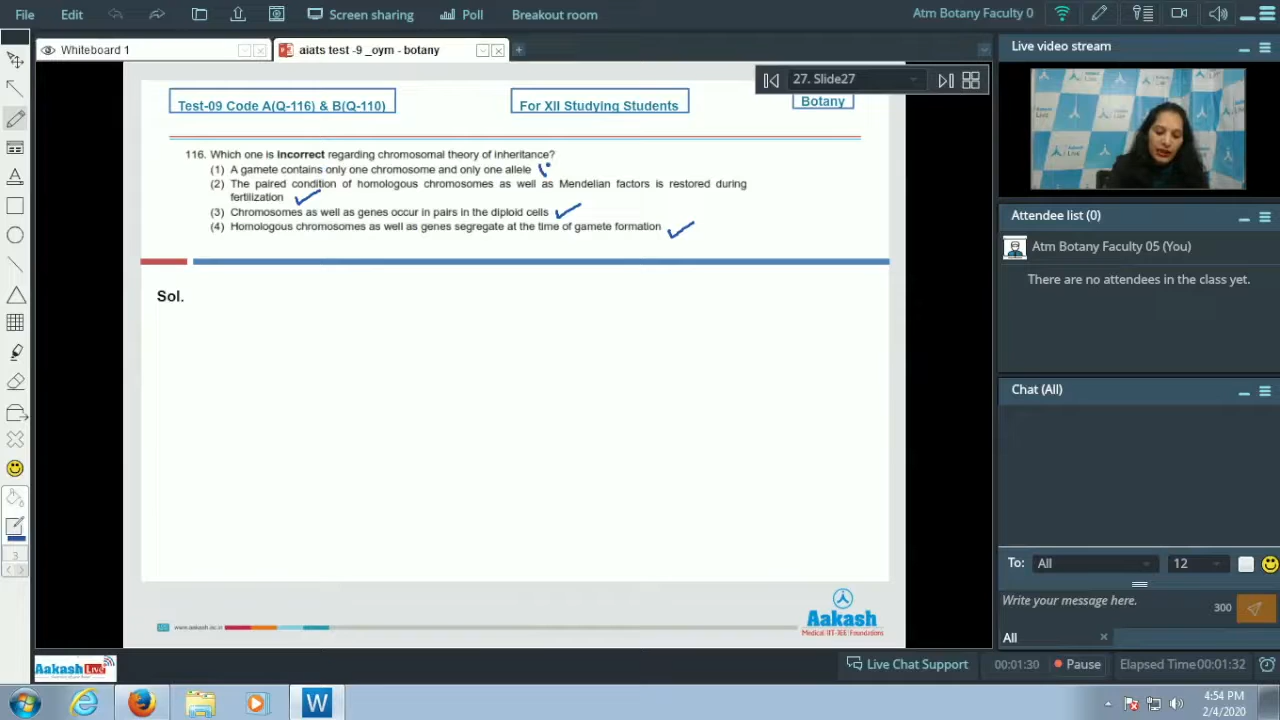 File Edit Screen sharing Poll Breakout room Atm Botany Faculty 0
Whiteboard 1 aiats test -9 _oym - botany
Live video stream
27. Slide27
Test-09 Code A(Q-116) & B(Q-110) For XII Studying Students Botany
116. Which one is incorrect regarding chromosomal theory of inheritance?
(1) A gamete contains only one chromosome and only one allele
(2) The paired condition of homologous chromosomes as well as Mendelian factors is restored during
fertilization
(3) Chromosomes as well as genes occur in pairs in the diploid cells
(4) Homologous chromosomes as well as genes segregate at the time of gamete formation
Sol.
Attendee list (0)
Atm Botany Faculty 05 (You)
There are no attendees in the class yet.
Chat (All)
To: All 12
Write your message here. 300
All
3
www.aakash.ac.in
Aakash
Medical|IIT-JEE|Foundations
Aakash Live
Live Chat Support 00:01:30 Pause Elapsed Time 00:01:32
4:54 PM
2/4/2020